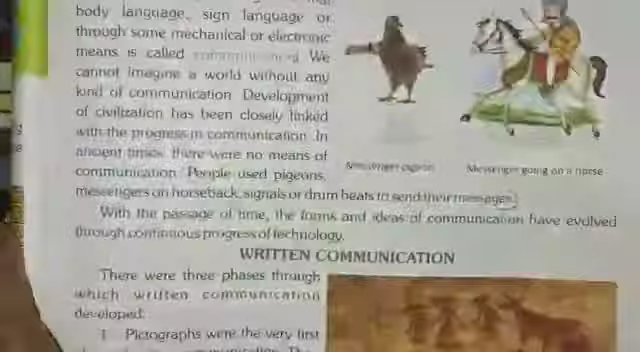 body language, sign language or
through some mechanical or electronic
means is called We
cannot imagine a world without any
kind of communication. Development
of civilization has been closely linked
with the progress in communication. In
ancient times, there were no means of
communication. People used pigeons,
messengers on horseback, signals or drum beats to send their messages.
Messenger pigeon
Messenger going on a horse
With the passage of time, the forms and ideas of communication have evolved
through continuous progress of technology.
WRITTEN COMMUNICATION
There were three phases through
which written communication
developed:
1. Pictographs were the very first